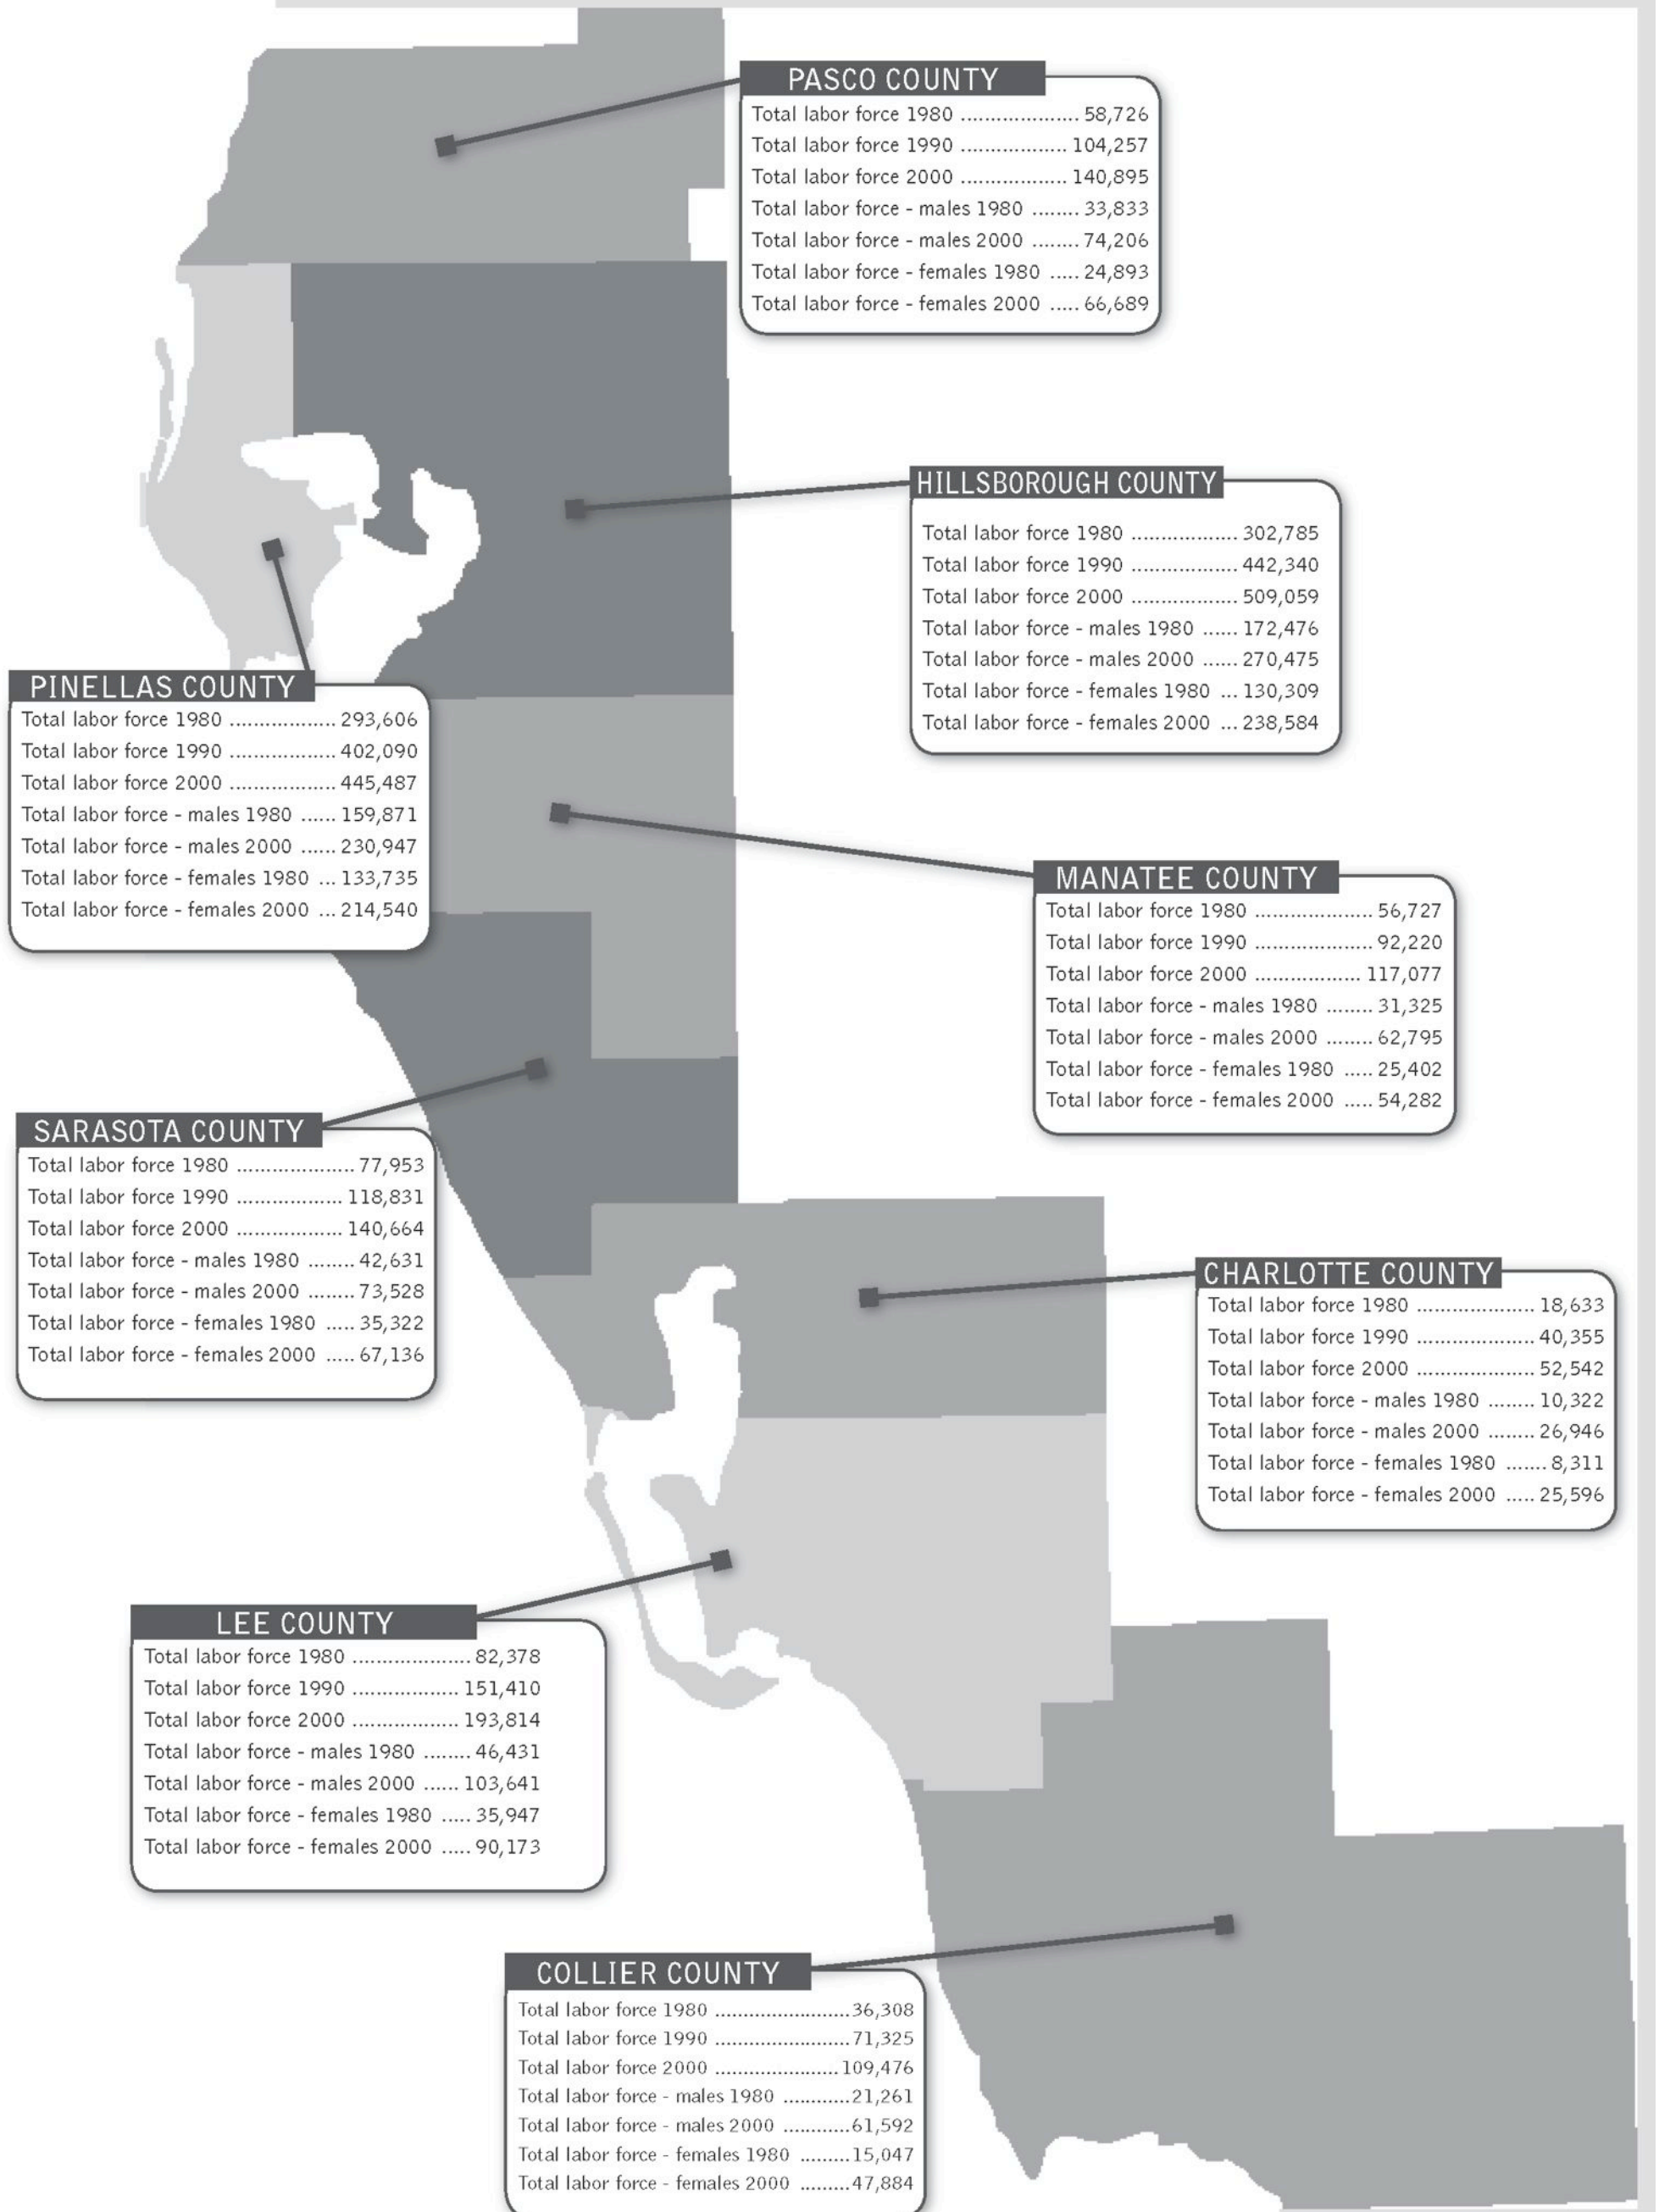 PASCO COUNTY
Total labor force 1980 .................... 58,726
Total labor force 1990 .................. 104,257
Total labor force 2000 .................. 140,895
Total labor force - males 1980 ........ 33,833
Total labor force - males 2000 ........ 74,206
Total labor force - females 1980 ..... 24,893
Total labor force - females 2000 ..... 66,689
HILLSBOROUGH COUNTY
Total labor force 1980 .................. 302,785
Total labor force 1990 .................. 442,340
Total labor force 2000 .................. 509,059
Total labor force - males 1980 ...... 172,476
Total labor force - males 2000 ...... 270,475
Total labor force - females 1980 ... 130,309
Total labor force - females 2000 ... 238,584
PINELLAS COUNTY
Total labor force 1980 .................. 293,606
Total labor force 1990 .................. 402,090
Total labor force 2000 .................. 445,487
Total labor force - males 1980 ...... 159,871
Total labor force - males 2000 ...... 230,947
Total labor force - females 1980 ... 133,735
Total labor force - females 2000 ... 214,540
MANATEE COUNTY
Total labor force 1980 .................... 56,727
Total labor force 1990 .................... 92,220
Total labor force 2000 .................. 117,077
Total labor force - males 1980 ........ 31,325
Total labor force - males 2000 ........ 62,795
Total labor force - females 1980 ..... 25,402
Total labor force - females 2000 ..... 54,282
SARASOTA COUNTY
Total labor force 1980 .................... 77,953
Total labor force 1990 .................. 118,831
Total labor force 2000 .................. 140,664
Total labor force - males 1980 ........ 42,631
Total labor force - males 2000 ........ 73,528
Total labor force - females 1980 ..... 35,322
Total labor force - females 2000 ..... 67,136
CHARLOTTE COUNTY
Total labor force 1980 .................... 18,633
Total labor force 1990 .................... 40,355
Total labor force 2000 .................... 52,542
Total labor force - males 1980 ........ 10,322
Total labor force - males 2000 ........ 26,946
Total labor force - females 1980 ....... 8,311
Total labor force - females 2000 ..... 25,596
LEE COUNTY
Total labor force 1980 .................... 82,378
Total labor force 1990 .................. 151,410
Total labor force 2000 .................. 193,814
Total labor force - males 1980 ........ 46,431
Total labor force - males 2000 ...... 103,641
Total labor force - females 1980 ..... 35,947
Total labor force - females 2000 ..... 90,173
COLLIER COUNTY
Total labor force 1980 .......................36,308
Total labor force 1990 .......................71,325
Total labor force 2000 .....................109,476
Total labor force - males 1980 ............21,261
Total labor force - males 2000 ............61,592
Total labor force - females 1980 .........15,047
Total labor force - females 2000 .........47,884